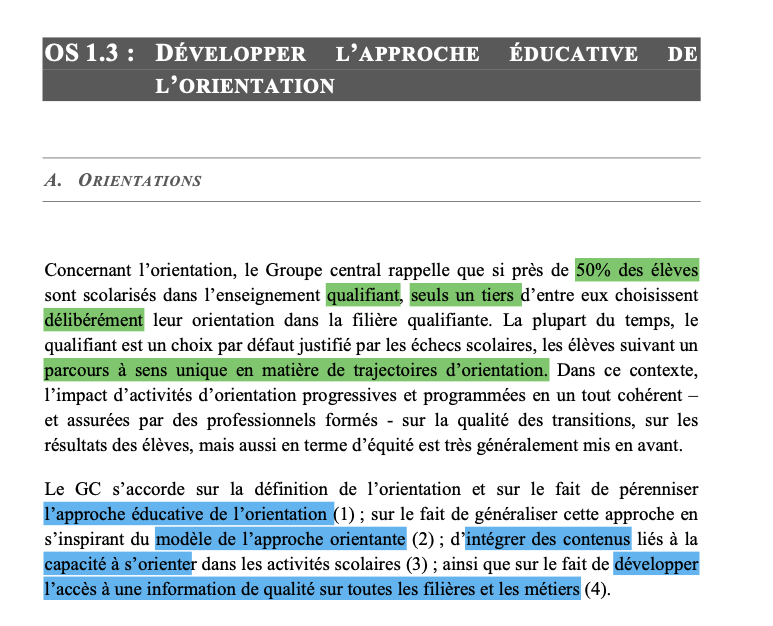 OS 1.3 : DÉVELOPPER L’APPROCHE ÉDUCATIVE DE
L’ORIENTATION
A. ORIENTATIONS
Concernant l’orientation, le Groupe central rappelle que si près de 50% des élèves
sont scolarisés dans l’enseignement qualifiant, seuls un tiers d’entre eux choisissent
délibérément leur orientation dans la filière qualifiante. La plupart du temps, le
qualifiant est un choix par défaut justifié par les échecs scolaires, les élèves suivant un
parcours à sens unique en matière de trajectoires d’orientation. Dans ce contexte,
l’impact d’activités d’orientation progressives et programmées en un tout cohérent –
et assurées par des professionnels formés - sur la qualité des transitions, sur les
résultats des élèves, mais aussi en terme d’équité est très généralement mis en avant.
Le GC s’accorde sur la définition de l’orientation et sur le fait de pérenniser
l’approche éducative de l’orientation (1) ; sur le fait de généraliser cette approche en
s’inspirant du modèle de l’approche orientante (2) ; d’intégrer des contenus liés à la
capacité à s’orienter dans les activités scolaires (3) ; ainsi que sur le fait de développer
l’accès à une information de qualité sur toutes les filières et les métiers (4).